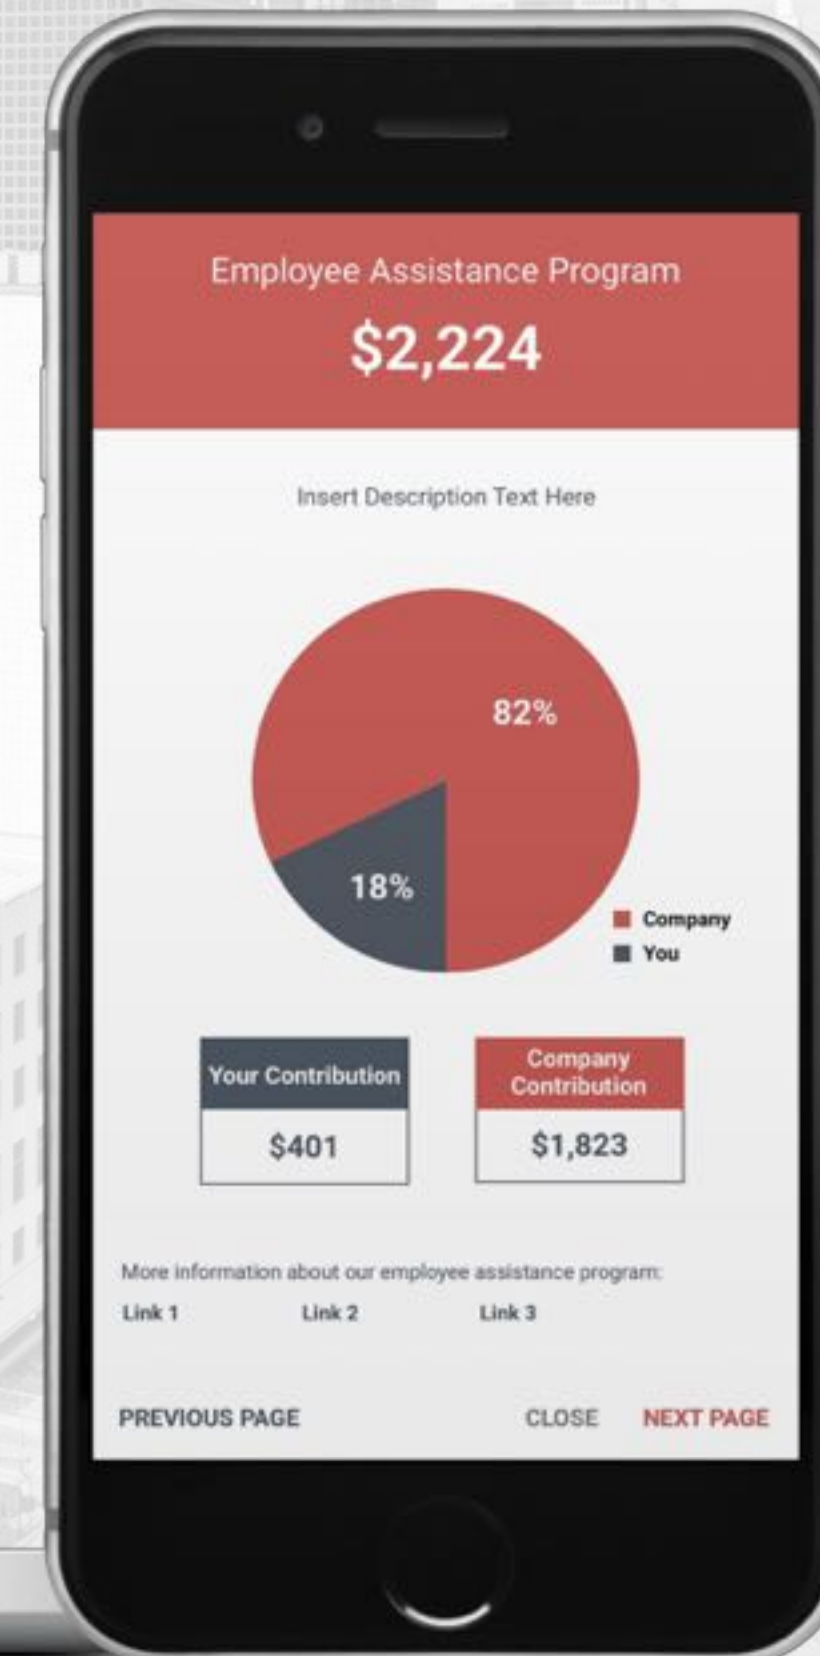 Employee Assistance Program
$2,224
Insert Description Text Here
82%
18%
Company
You
Your Contribution
$401
Company
Contribution
$1,823
More information about our employee assistance program:
Link 1 Link 2 Link 3
PREVIOUS PAGE CLOSE NEXT PAGE